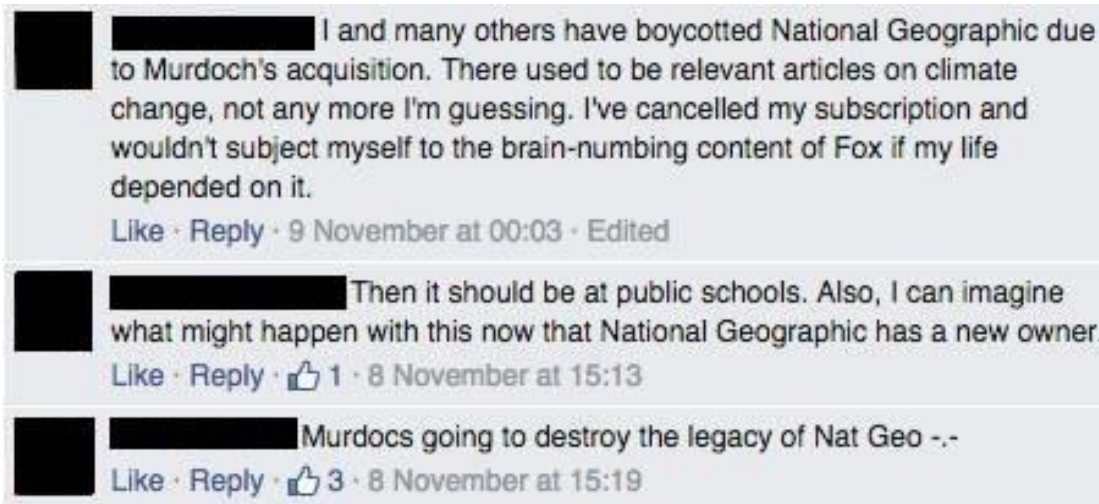 I and many others have boycotted National Geographic due
to Murdoch's acquisition. There used to be relevant articles on climate
change, not any more I'm guessing. I've cancelled my subscription and
wouldn't subject myself to the brain-numbing content of Fox if my life
depended on it.
Like · Reply · 9 November at 00:03 · Edited
Then it should be at public schools. Also, I can imagine
what might happen with this now that National Geographic has a new owner.
Like · Reply · 1 · 8 November at 15:13
Murdocs going to destroy the legacy of Nat Geo -.-
Like · Reply · 3 · 8 November at 15:19